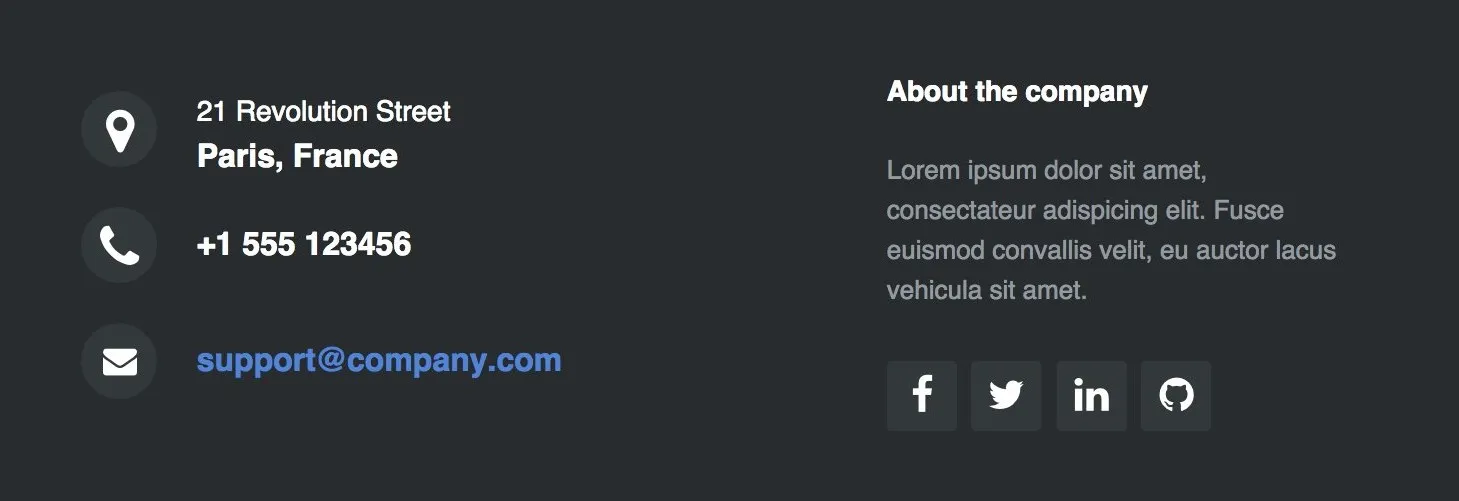 21 Revolution Street
Paris, France
+1 555 123456
support@company.com
About the company
Lorem ipsum dolor sit amet,
consectateur adispicing elit. Fusce
euismod convallis velit, eu auctor lacus
vehicula sit amet.